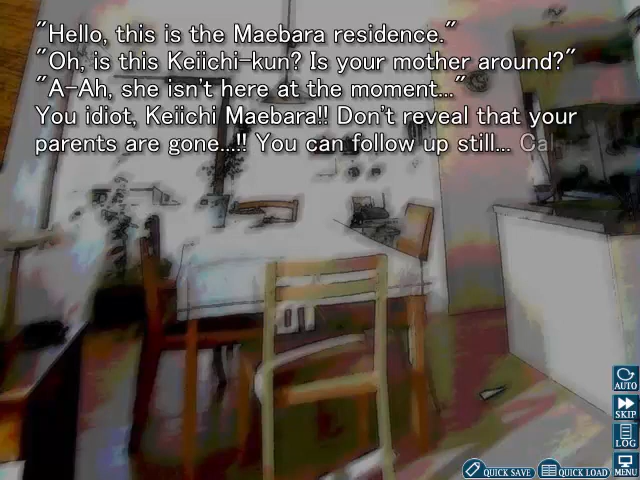 "Hello, this is the Maebara residence."
"Oh, is this Keiichi-kun? Is your mother around?"
"A-Ah, she isn't here at the moment..."
You idiot, Keiichi Maebara!! Don't reveal that your
parents are gone...!! You can follow up still... Cal
AUTO
SKIP
LOG
MENU
QUICK SAVE QUICK LOAD